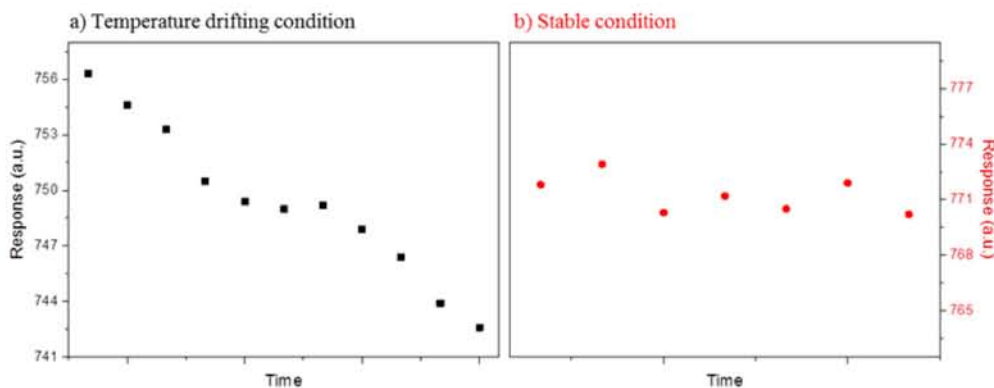 a) Temperature drifting condition
b) Stable condition
Response (a.u.)
756
753
750
747
744
741
Time
777
774
771
768
765
Response (a.u.)
Time